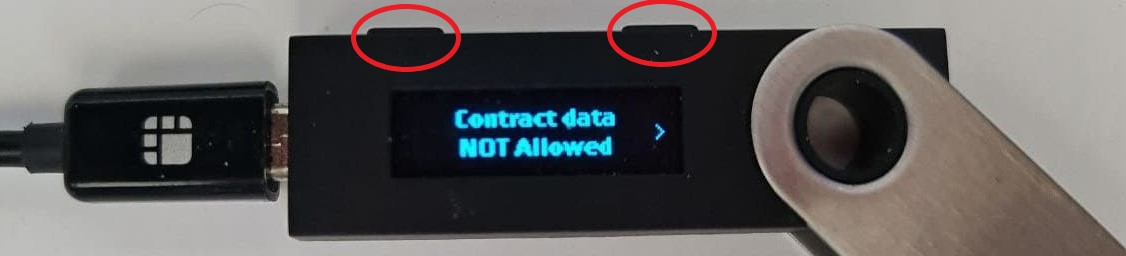 Contract data
NOT Allowed